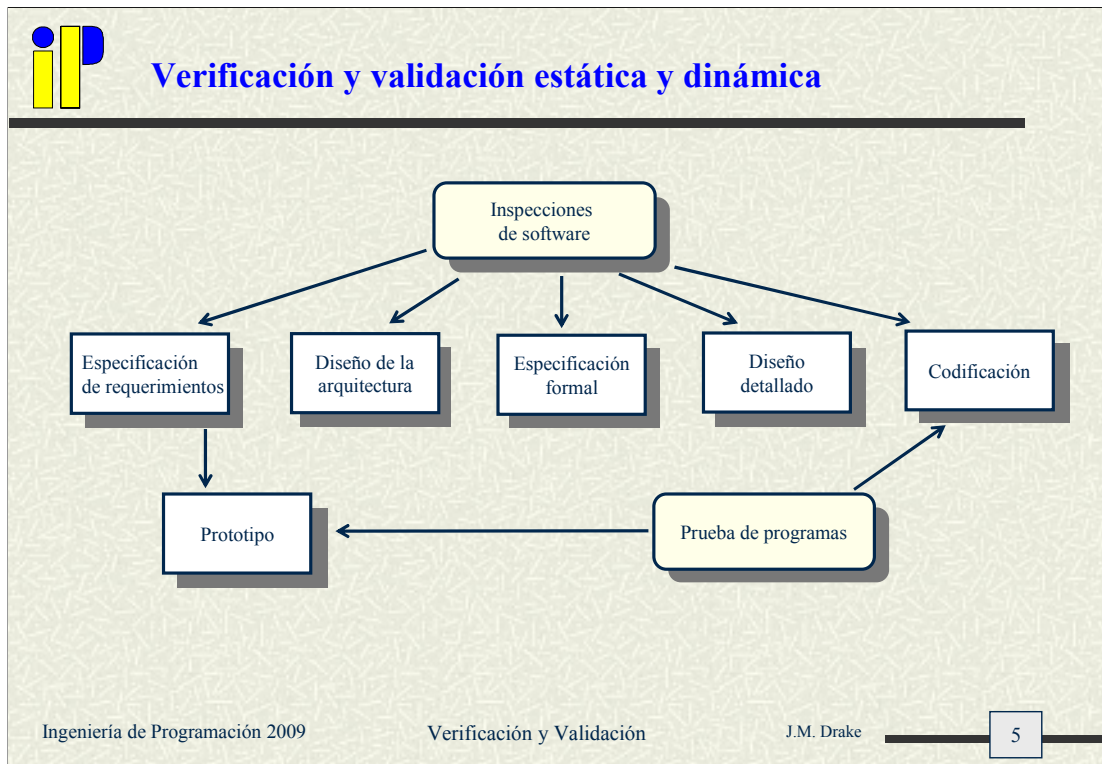 iP
Verificación y validación estática y dinámica
Inspecciones
de software
Especificación
de requerimientos
Diseño de la
arquitectura
Especificación
formal
Diseño
detallado
Codificación
Prototipo
Prueba de programas
Ingeniería de Programación 2009
Verificación y Validación
J.M. Drake
5